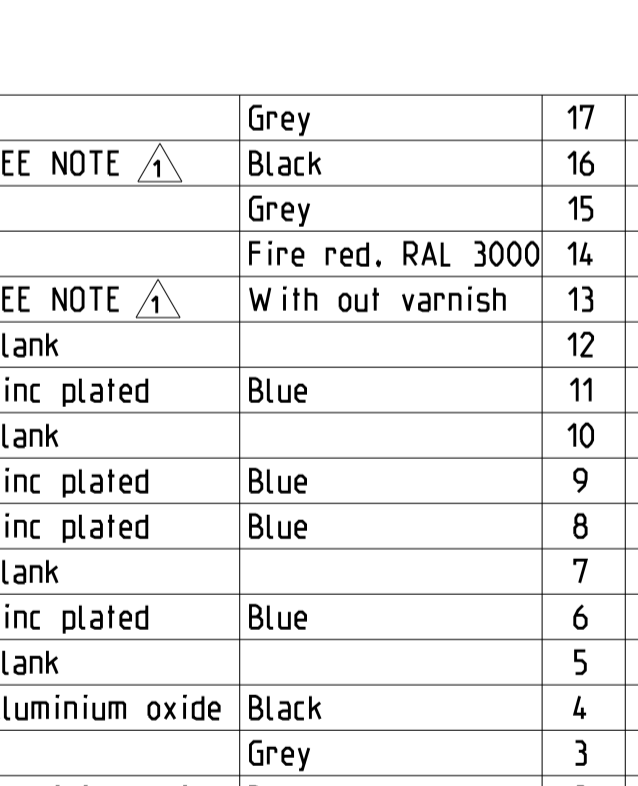 Grey 17
EE NOTE 1 Black 16
Grey 15
Fire red. RAL 3000 14
EE NOTE 1 With out varnish 13
lank 12
inc plated Blue 11
lank 10
inc plated Blue 9
inc plated Blue 8
lank 7
inc plated Blue 6
lank 5
luminium oxide Black 4
Grey 3